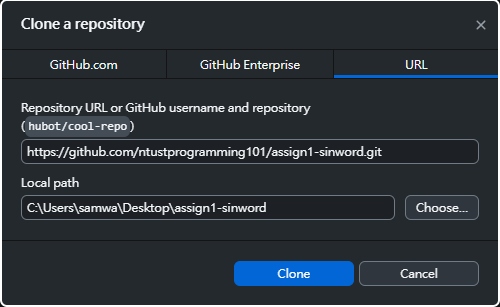 Clone a repository
×
GitHub.com
GitHub Enterprise
URL
Repository URL or GitHub username and repository
(hubot/cool-repo)
https://github.com/ntustprogramming101/assign1-sinword.git
Local path
C:\Users\samwa\Desktop\assign1-sinword
Choose...
Clone
Cancel